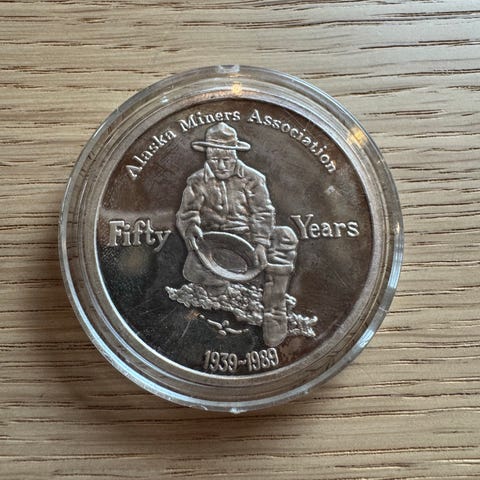 Alaska Miners Association
Fifty Years
1939-1989